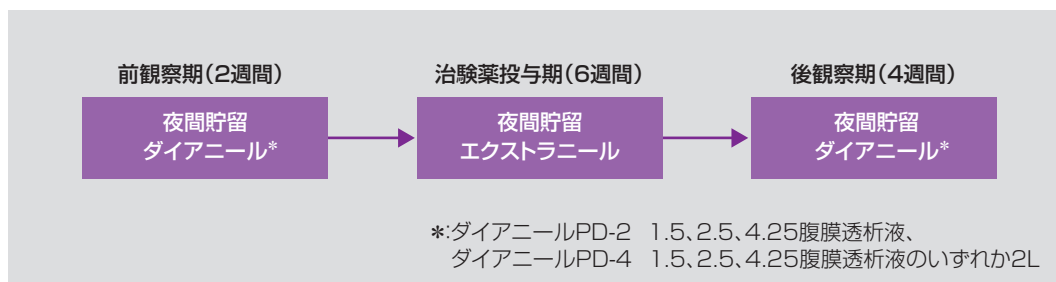 前観察期(2週間)
治験薬投与期(6週間)
後観察期(4週間)
夜間貯留
ダイアニール*
夜間貯留
エクストラニール
夜間貯留
ダイアニール*
*:ダイアニールPD-2 1.5、2.5、4.25腹膜透析液、
ダイアニールPD-4 1.5、2.5、4.25腹膜透析液のいずれか2L